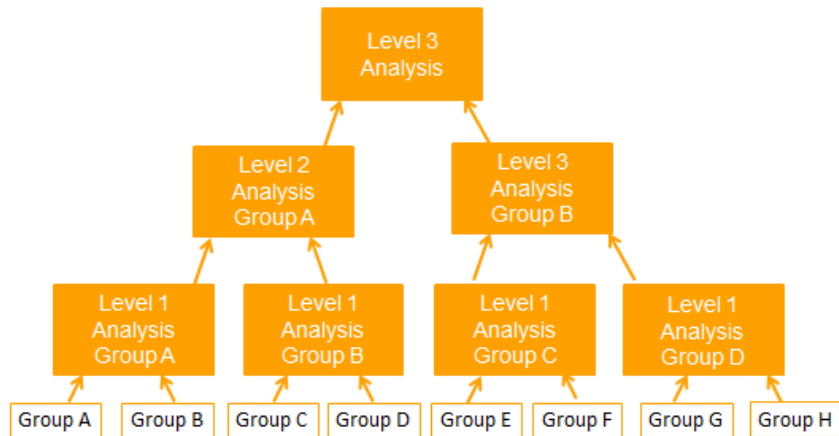 Level 3
Analysis
Level 2
Analysis
Group A
Level 3
Analysis
Group B
Level 1
Analysis
Group A
Level 1
Analysis
Group B
Level 1
Analysis
Group C
Level 1
Analysis
Group D
Group A
Group B
Group C
Group D
Group E
Group F
Group G
Group H